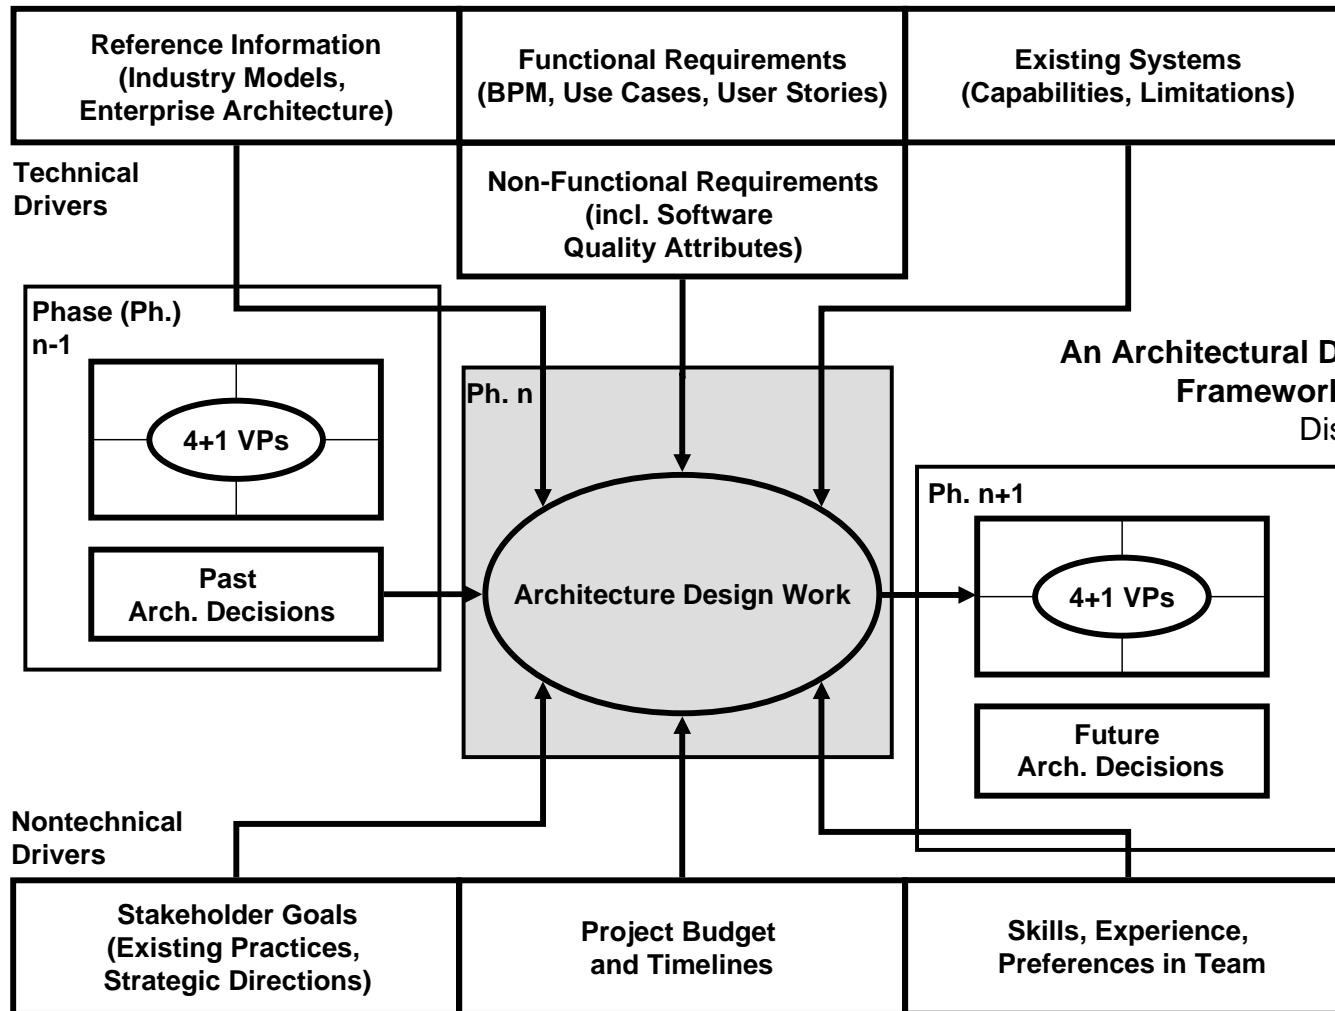 Reference Information
(Industry Models,
Enterprise Architecture)
Functional Requirements
(BPM, Use Cases, User Stories)
Existing Systems
(Capabilities, Limitations)
Technical
Drivers
Non-Functional Requirements
(incl. Software
Quality Attributes)
Phase (Ph.)
n-1
4+1 VPs
Past
Arch. Decisions
Ph. n
Architecture Design Work
An Architectural D
Framework
Dis
Ph. n+1
4+1 VPs
Future
Arch. Decisions
Nontechnical
Drivers
Stakeholder Goals
(Existing Practices,
Strategic Directions)
Project Budget
and Timelines
Skills, Experience,
Preferences in Team